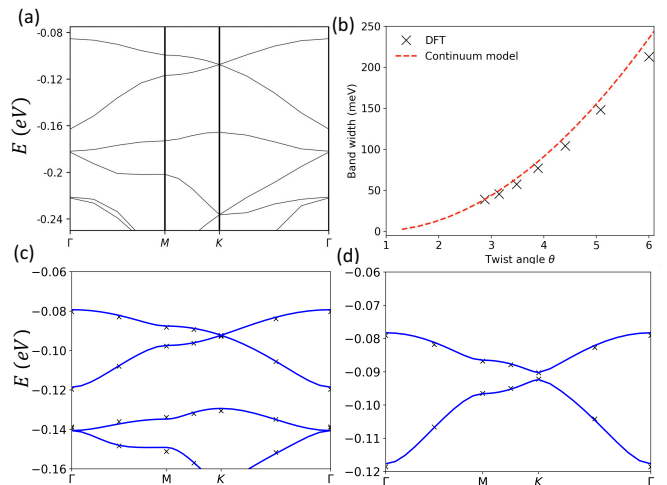 (a)
-0.08
-0.12
-0.16
-0.2
-0.24
E (eV)
Γ M K Γ
(b)
250
200
150
100
50
0
Band width (meV)
DFT
Continuum model
1 2 3 4 5 6
Twist angle θ
(c)
−0.06
−0.08
−0.10
−0.12
−0.14
−0.16
E (eV)
Γ M K Γ
(d)
−0.06
−0.07
−0.08
−0.09
−0.10
−0.11
−0.12
Γ M K Γ